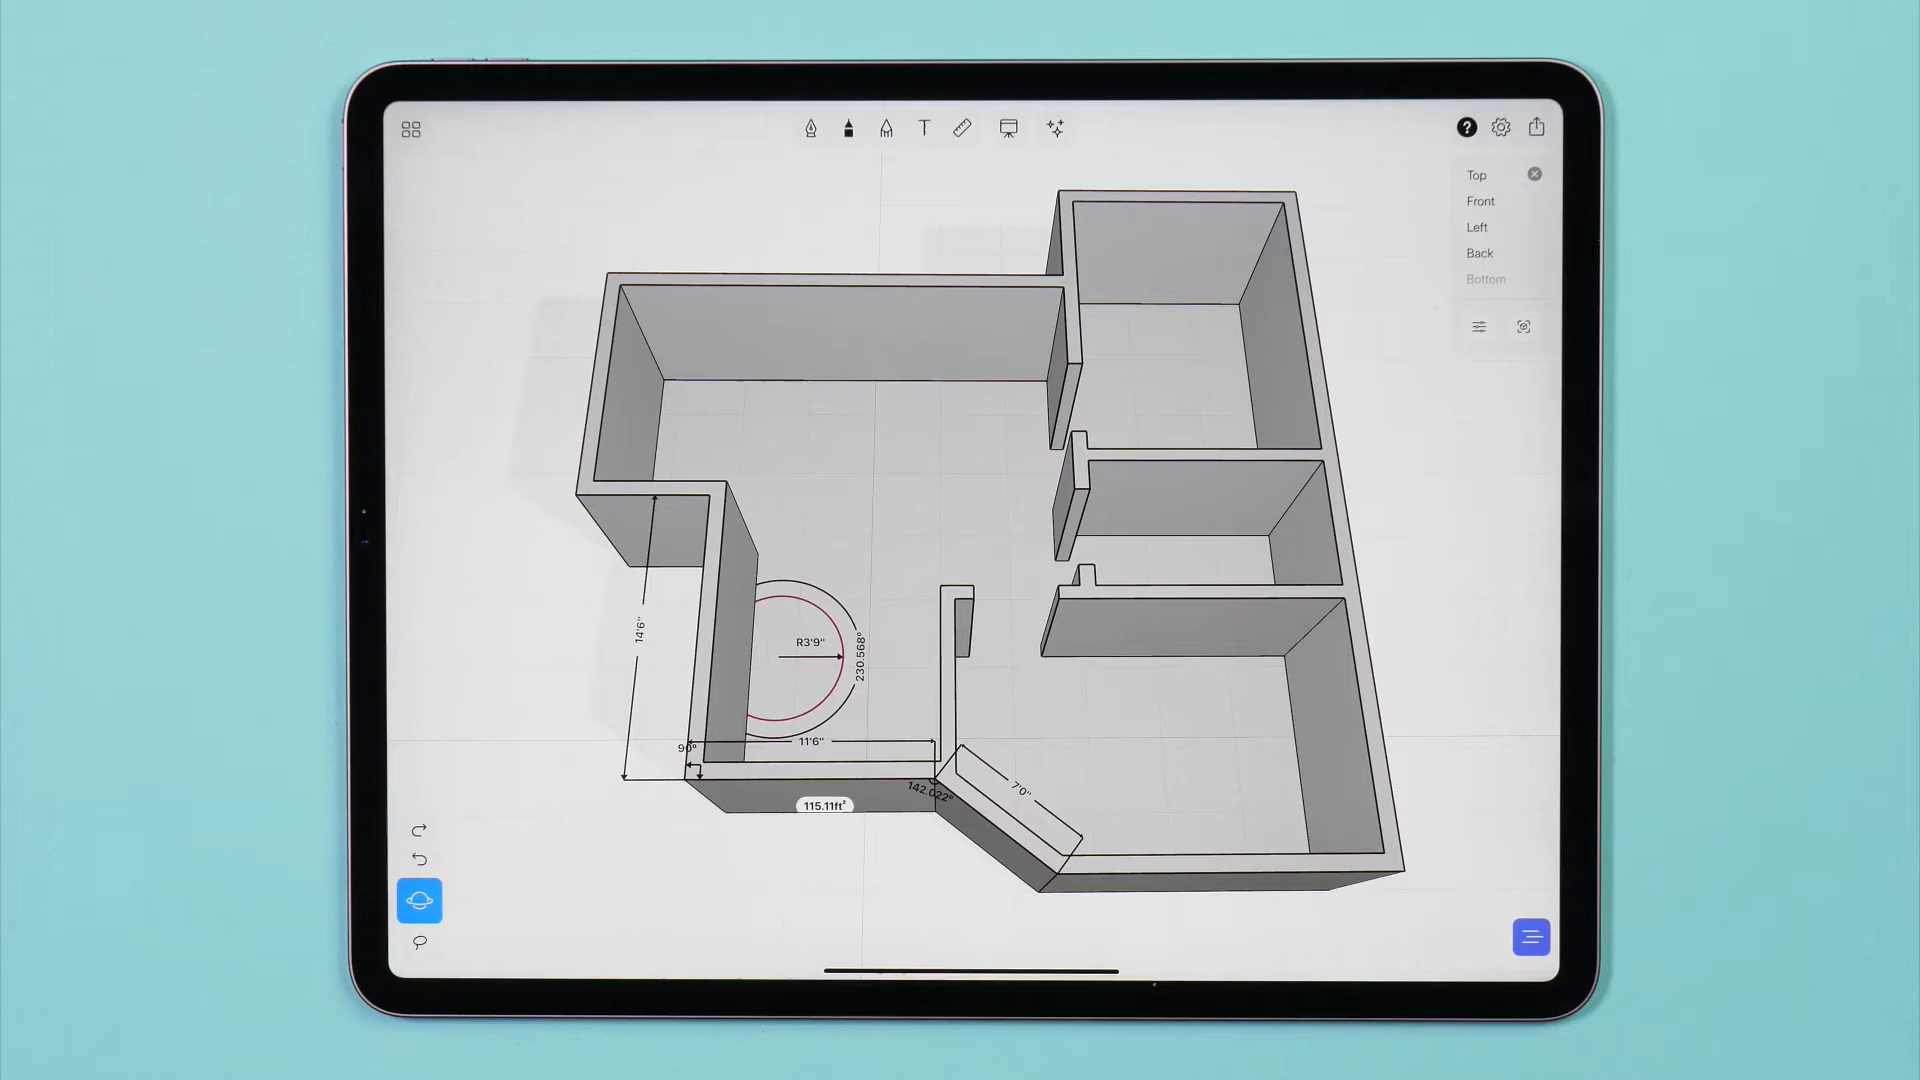 T
?
Top
Front
Left
Back
Bottom
14'6"
R3'9"
230.568°
90°
11'6"
142.022°
7'0"
115.11ft²